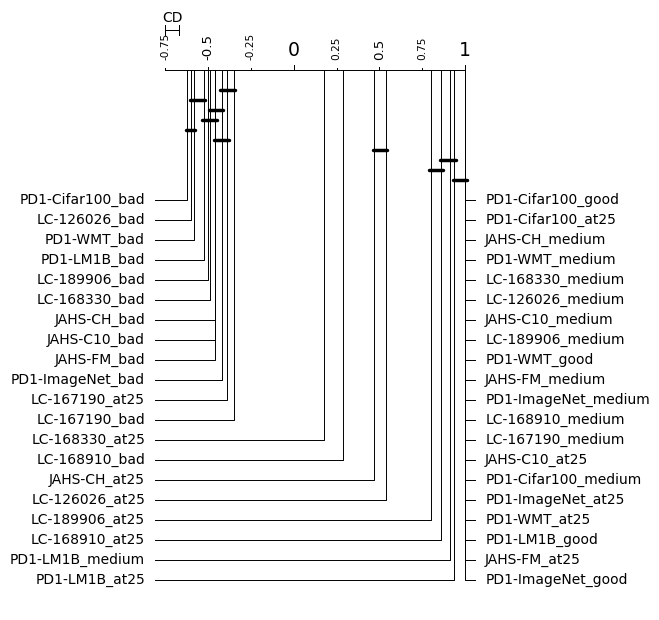 CD
-0.75
-0.5
-0.25
0
0.25
0.5
0.75
1
PD1-Cifar100_bad
LC-126026_bad
PD1-WMT_bad
PD1-LM1B_bad
LC-189906_bad
LC-168330_bad
JAHS-CH_bad
JAHS-C10_bad
JAHS-FM_bad
PD1-ImageNet_bad
LC-167190_at25
LC-167190_bad
LC-168330_at25
LC-168910_bad
JAHS-CH_at25
LC-126026_at25
LC-189906_at25
LC-168910_at25
PD1-LM1B_medium
PD1-LM1B_at25
PD1-Cifar100_good
PD1-Cifar100_at25
JAHS-CH_medium
PD1-WMT_medium
LC-168330_medium
LC-126026_medium
JAHS-C10_medium
LC-189906_medium
PD1-WMT_good
JAHS-FM_medium
PD1-ImageNet_medium
LC-168910_medium
LC-167190_medium
JAHS-C10_at25
PD1-Cifar100_medium
PD1-ImageNet_at25
PD1-WMT_at25
PD1-LM1B_good
JAHS-FM_at25
PD1-ImageNet_good